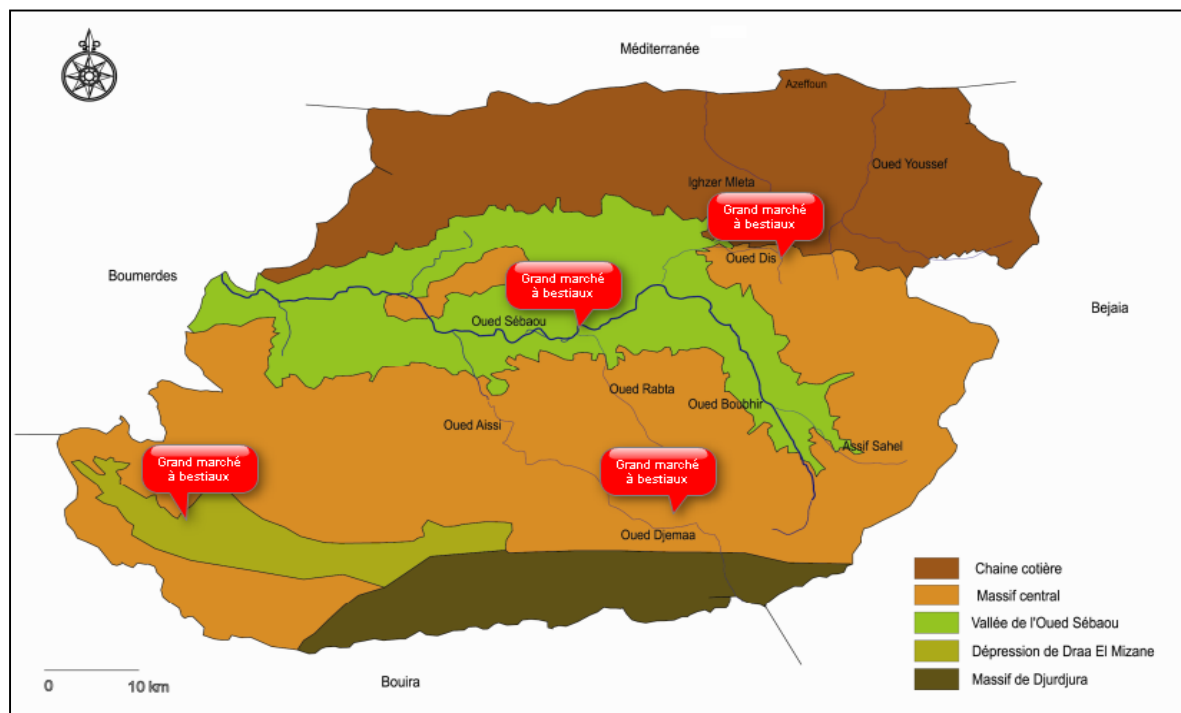 Méditerranée
Azeffoun
Oued Youssef
Ighzer Mleta
Grand marché
à bestiaux
Oued Dis
Boumerdes
Grand marché
à bestiaux
Bejaia
Oued Sébaou
Oued Rabta
Oued Boubhir
Oued Aissi
Assif Sahel
Grand marché
à bestiaux
Grand marché
à bestiaux
Oued Djemaa
Chaine cotière
Massif central
Vallée de l'Oued Sébaou
Dépression de Draa El Mizane
Massif de Djurdjura
0 10 km
Bouira